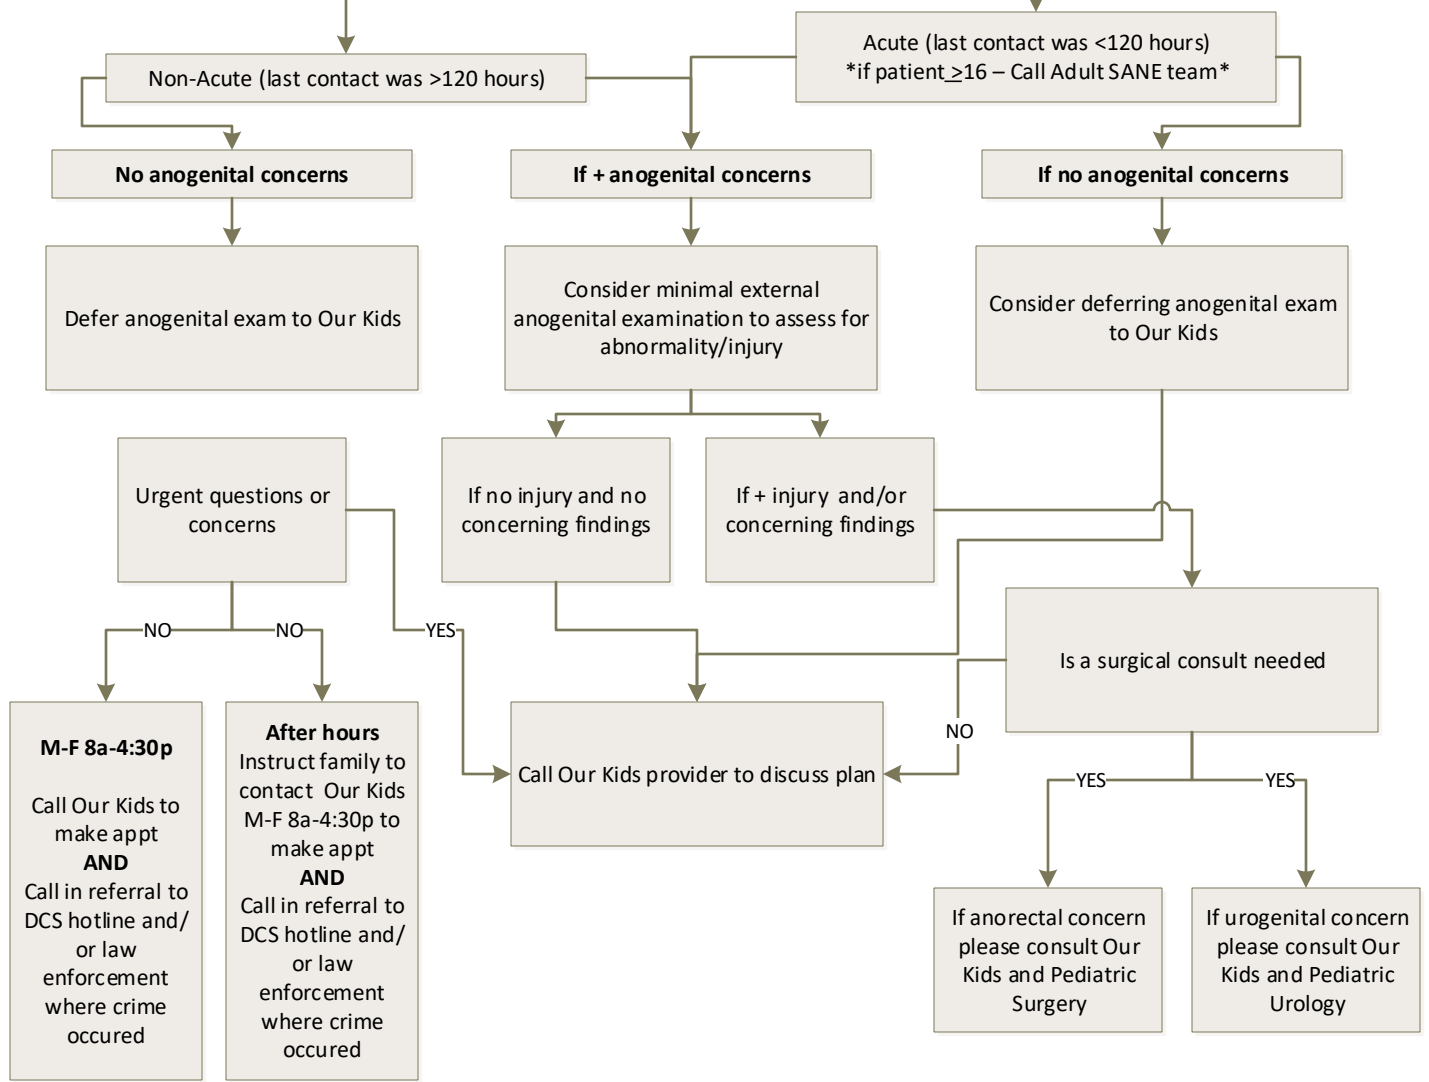 Non-Acute (last contact was >120 hours)
Acute (last contact was <120 hours)
*if patient ≥16 – Call Adult SANE team*
No anogenital concerns
If + anogenital concerns
If no anogenital concerns
Defer anogenital exam to Our Kids
Consider minimal external
anogenital examination to assess for
abnormality/injury
Consider deferring anogenital exam
to Our Kids
Urgent questions or
concerns
If no injury and no
concerning findings
If + injury and/or
concerning findings
NO
NO
YES
Is a surgical consult needed
NO
YES
YES
M-F 8a-4:30p
Call Our Kids to
make appt
AND
Call in referral to
DCS hotline and/
or law
enforcement
where crime
occured
After hours
Instruct family to
contact Our Kids
M-F 8a-4:30p to
make appt
AND
Call in referral to
DCS hotline and/
or law
enforcement
where crime
occured
Call Our Kids provider to discuss plan
If anorectal concern
please consult Our
Kids and Pediatric
Surgery
If urogenital concern
please consult Our
Kids and Pediatric
Urology